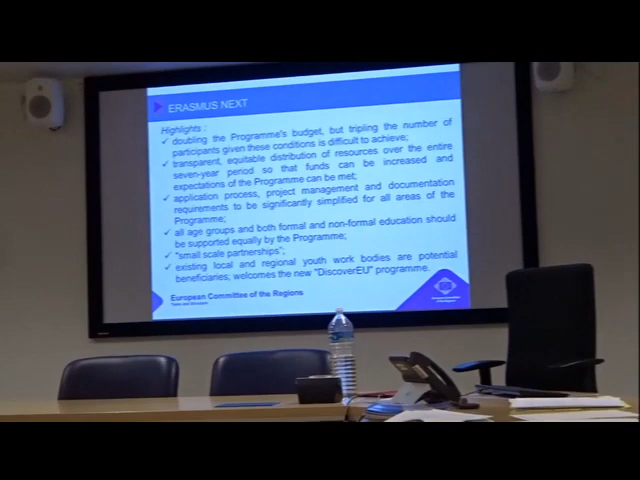 ERASMUS NEXT
Highlights :
✓ doubling the Programme's budget, but tripling the number of
participants given these conditions is difficult to achieve;
✓ transparent, equitable distribution of resources over the entire
seven-year period so that funds can be increased and
expectations of the Programme can be met;
✓ application process, project management and documentation
requirements to be significantly simplified for all areas of the
Programme;
✓ all age groups and both formal and non-formal education should
be supported equally by the Programme;
✓ "small scale partnerships";
✓ existing local and regional youth work bodies are potential
beneficiaries; welcomes the new "DiscoverEU" programme.
European Committee of the Regions
European Committee
of the Regions